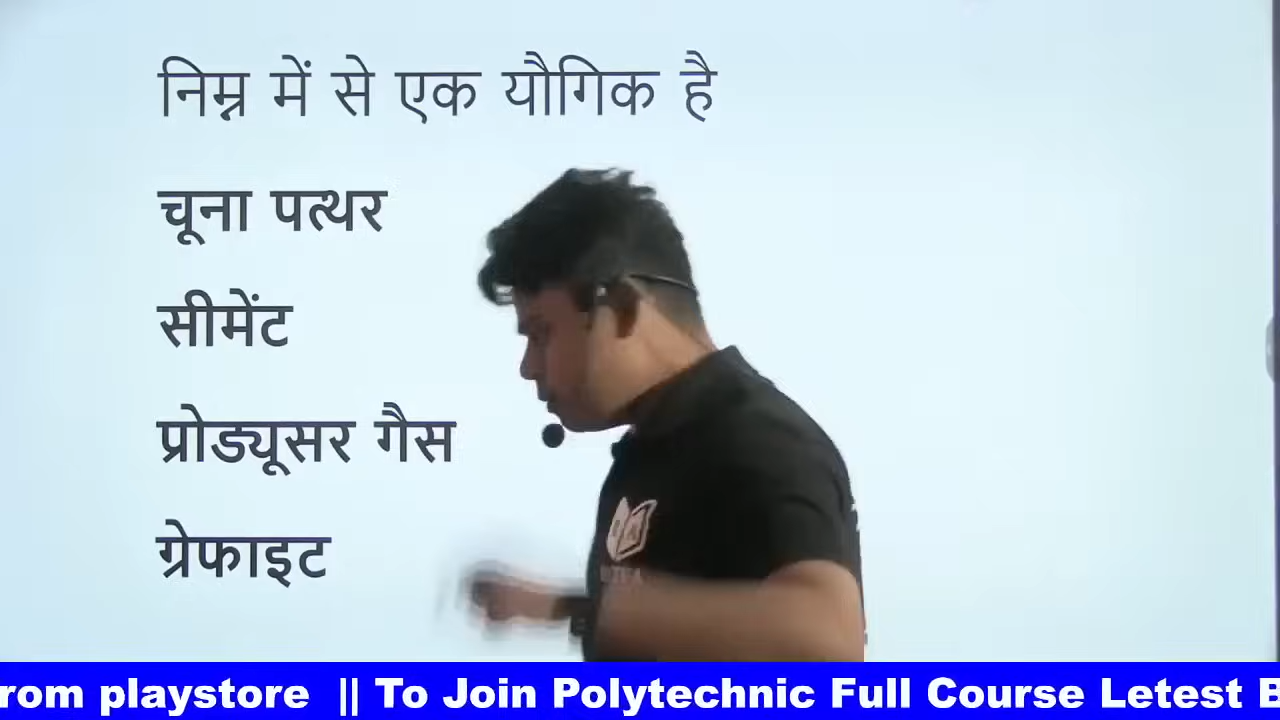 निम्न में से एक यौगिक है
चूना पत्थर
सीमेंट
प्रोड्यूसर गैस
ग्रेफाइट
rom playstore || To Join Polytechnic Full Course Letest B